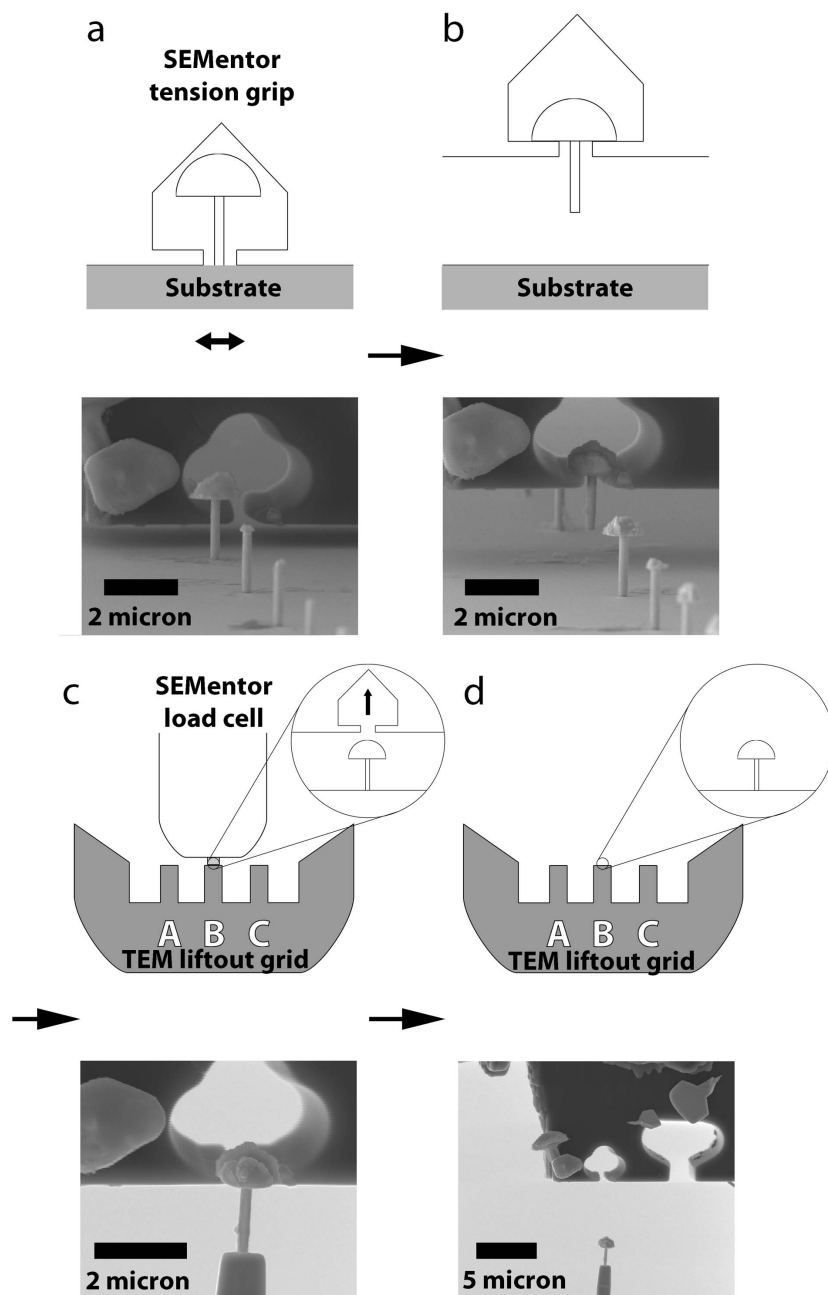 a
SEMentor
tension grip
Substrate
b
Substrate
2 micron
2 micron
c
SEMentor
load cell
A B C
TEM liftout grid
d
A B C
TEM liftout grid
2 micron
5 micron